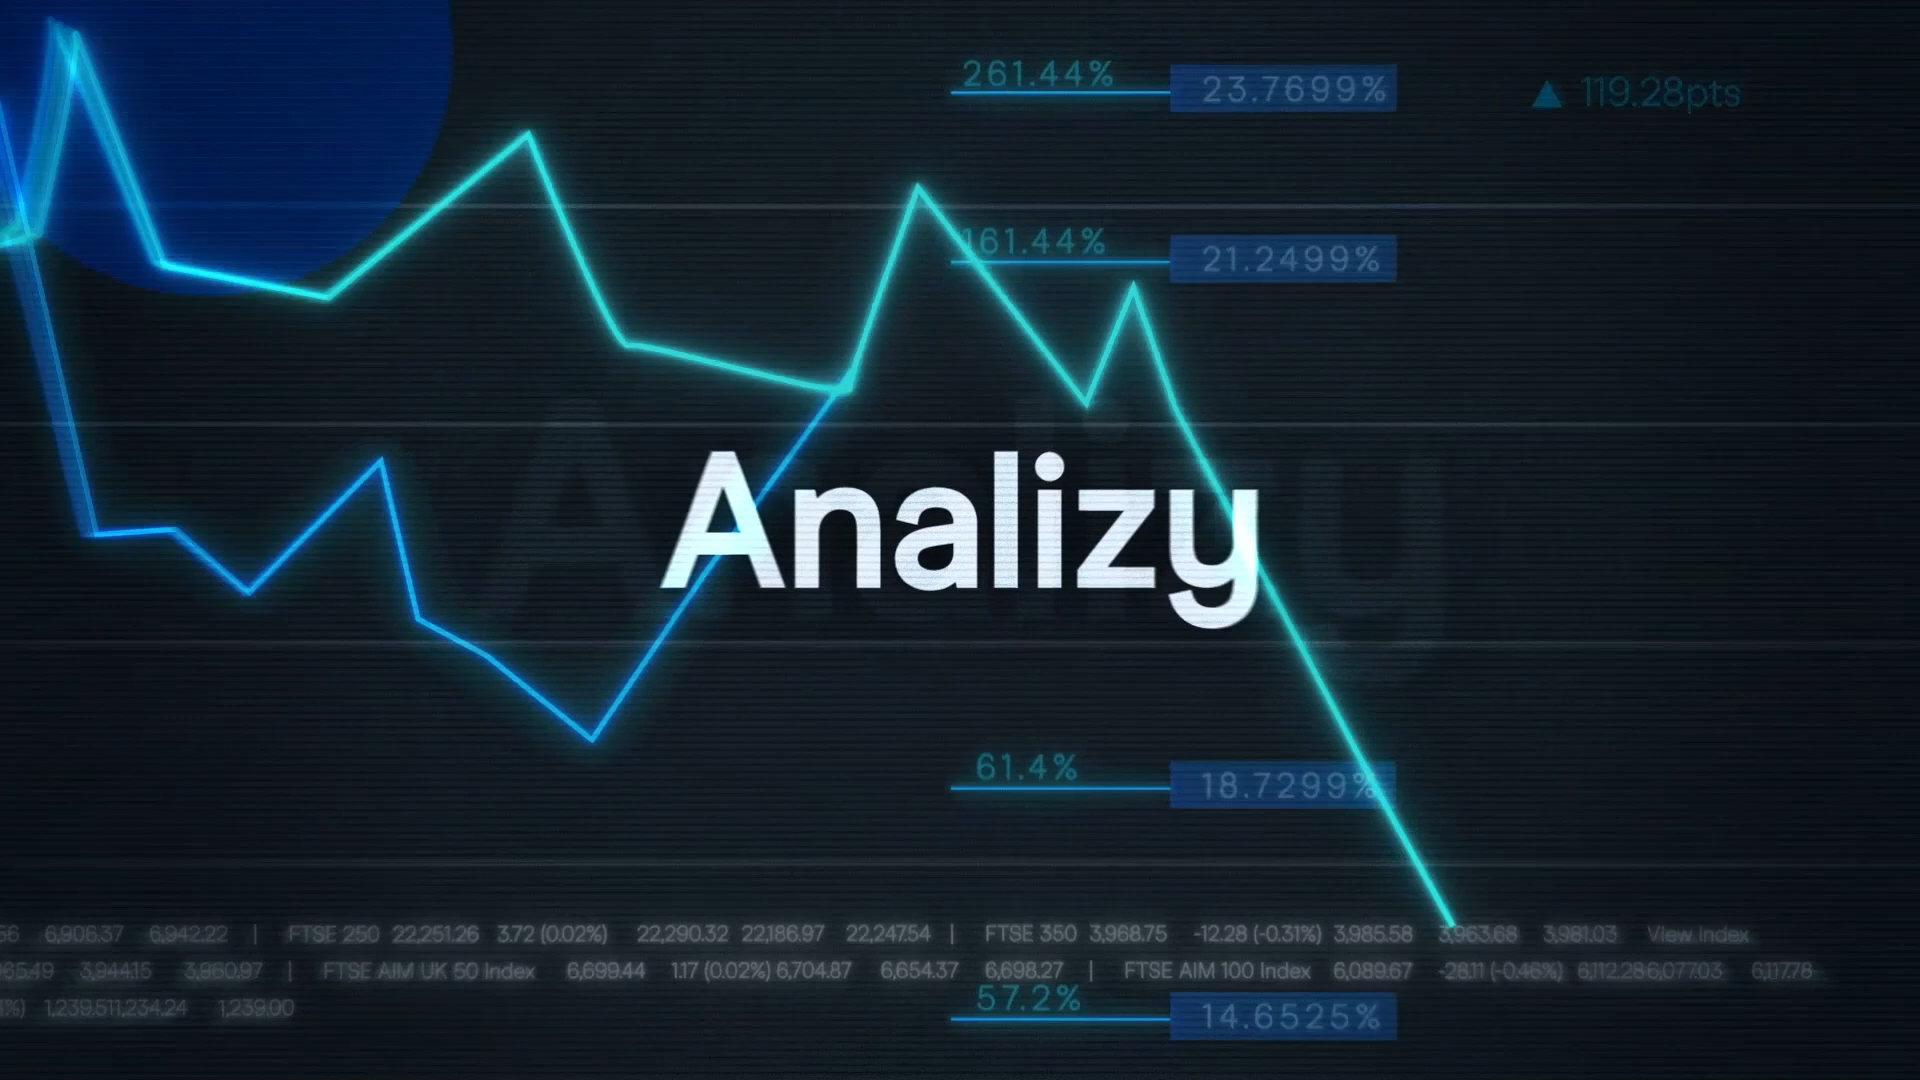 261.44% 23.7699% ▲ 119.28pts
161.44% 21.2499%
Analizy
61.4% 18.7299%
56 6,906.37 6,942.22 | FTSE 250 22,251.26 3.72 (0.02%) 22,290.32 22,186.97 22,247.54 | FTSE 350 3,968.75 -12.28 (-0.31%) 3,985.58 3,963.68 3,981.03 View Index
65.49 3,944.15 3,960.97 | FTSE AIM UK 50 Index 6,699.44 1.17 (0.02%) 6,704.87 6,654.37 6,698.27 | FTSE AIM 100 Index 6,089.67 -28.11 (-0.46%) 6,112.28 6,077.03 6,117.78
%) 1,239.51 1,234.24 1,239.00
57.2% 14.6525%